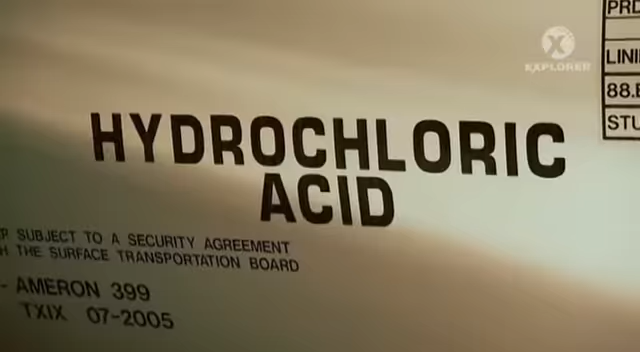 PRD
X
EXPLORER
LINI
88.
STU
HYDROCHLORIC
ACID
SUBJECT TO A SECURITY AGREEMENT
THE SURFACE TRANSPORTATION BOARD
- AMERON 399
TXIX 07-2005